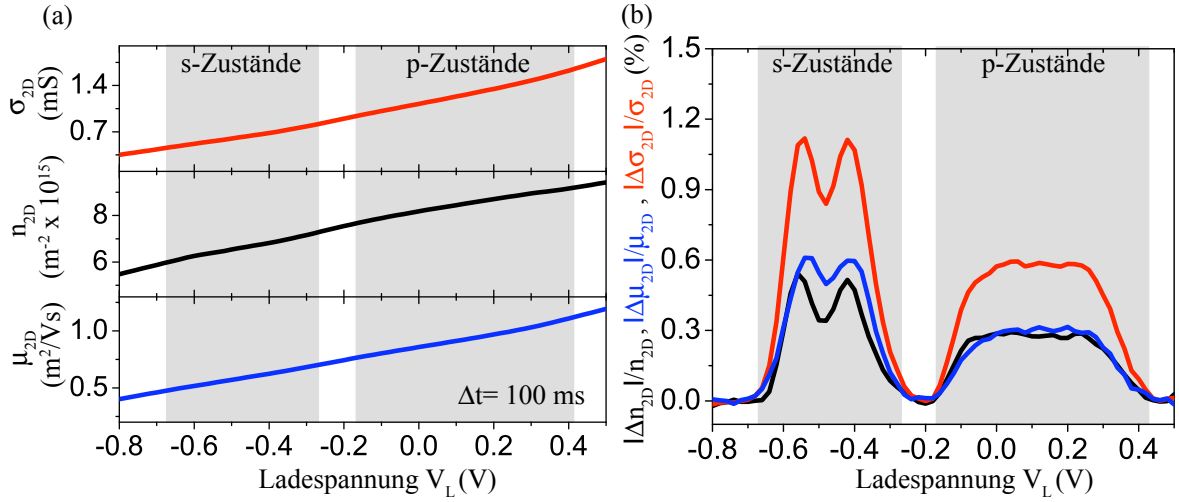 (a)
s-Zustände
p-Zustände
σ2D
(mS)
1.4
0.7
n2D
(m-2 x 10^15)
8
6
μ2D
(m2/Vs)
1.0
0.5
Δt= 100 ms
-0.8 -0.6 -0.4 -0.2 0.0 0.2 0.4
Ladespannung VL (V)
(b)
s-Zustände
p-Zustände
|Δn2D|/n2D, |Δμ2D|/μ2D , |Δσ2D|/σ2D (%)
1.5
1.2
0.9
0.6
0.3
0.0
-0.8 -0.6 -0.4 -0.2 0.0 0.2 0.4
Ladespannung VL (V)